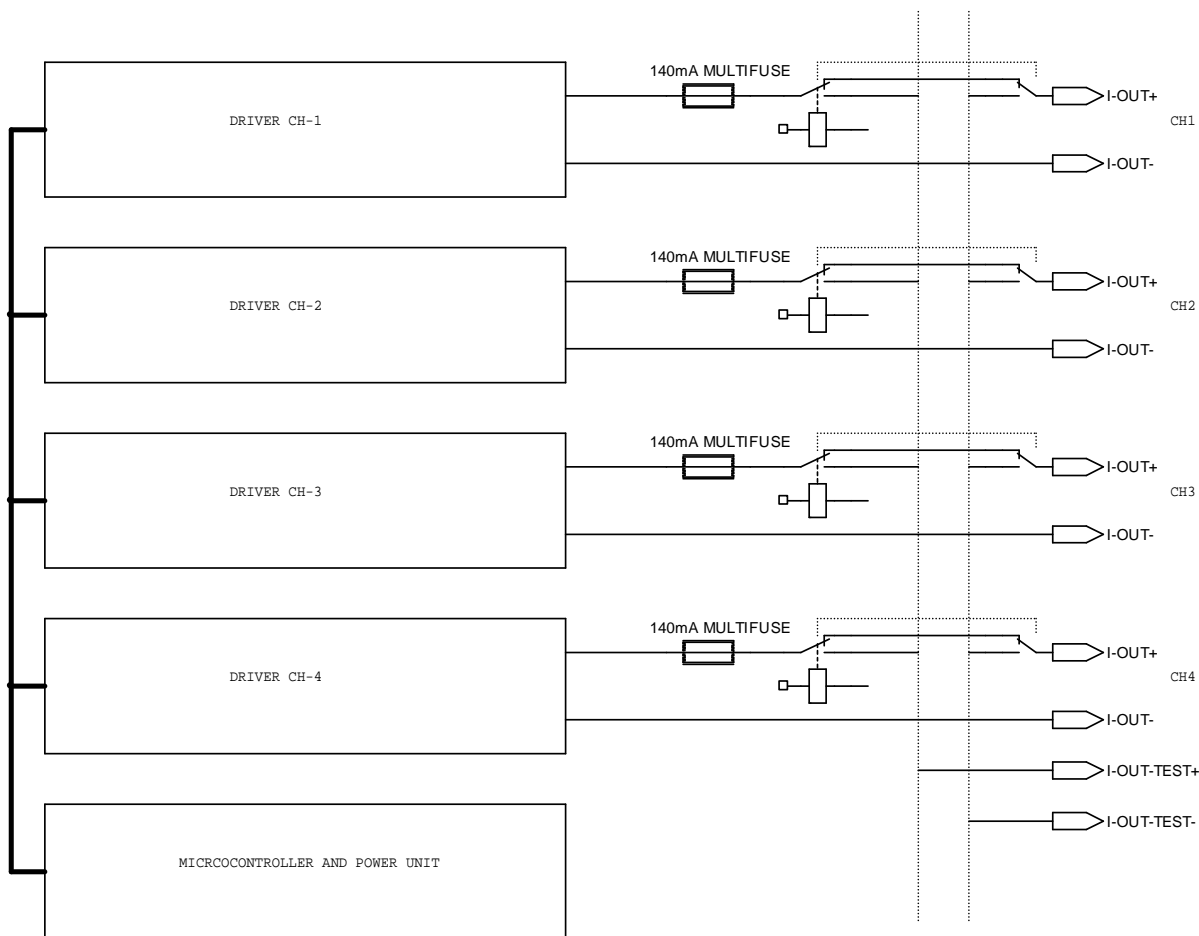 140mA MULTIFUSE
I-OUT+
DRIVER CH-1
CH1
I-OUT-
140mA MULTIFUSE
I-OUT+
DRIVER CH-2
CH2
I-OUT-
140mA MULTIFUSE
I-OUT+
DRIVER CH-3
CH3
I-OUT-
140mA MULTIFUSE
I-OUT+
DRIVER CH-4
CH4
I-OUT-
I-OUT-TEST+
I-OUT-TEST-
MICRCOCONTROLLER AND POWER UNIT